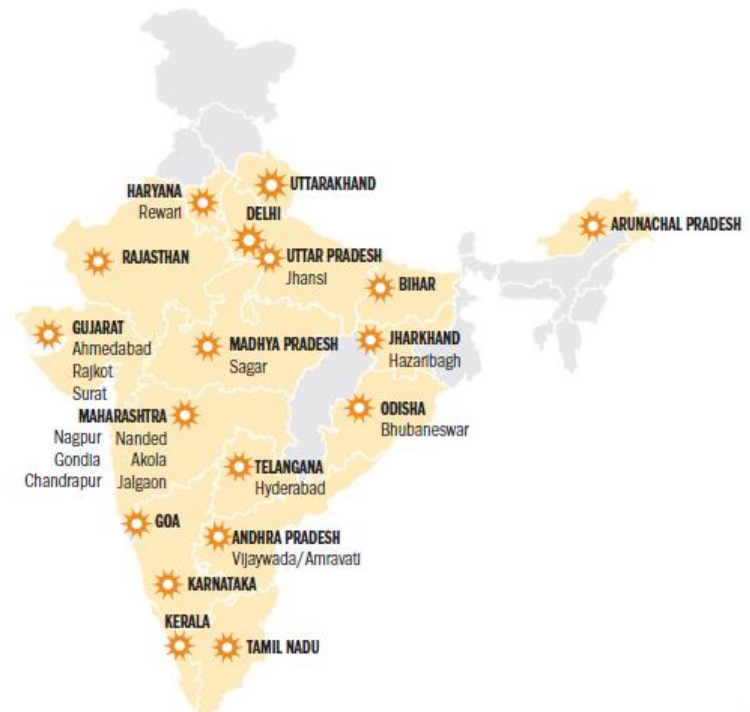 UTTARAKHAND
HARYANA
Rewari
DELHI
ARUNACHAL PRADESH
RAJASTHAN
UTTAR PRADESH
Jhansi
BIHAR
GUJARAT
Ahmedabad
Rajkot
Surat
MADHYA PRADESH
Sagar
JHARKHAND
Hazaribagh
MAHARASHTRA
Nagpur Nanded
Gondia Akola
Chandrapur Jalgaon
ODISHA
Bhubaneswar
TELANGANA
Hyderabad
GOA
ANDHRA PRADESH
Vijaywada/Amravati
KARNATAKA
KERALA
TAMIL NADU